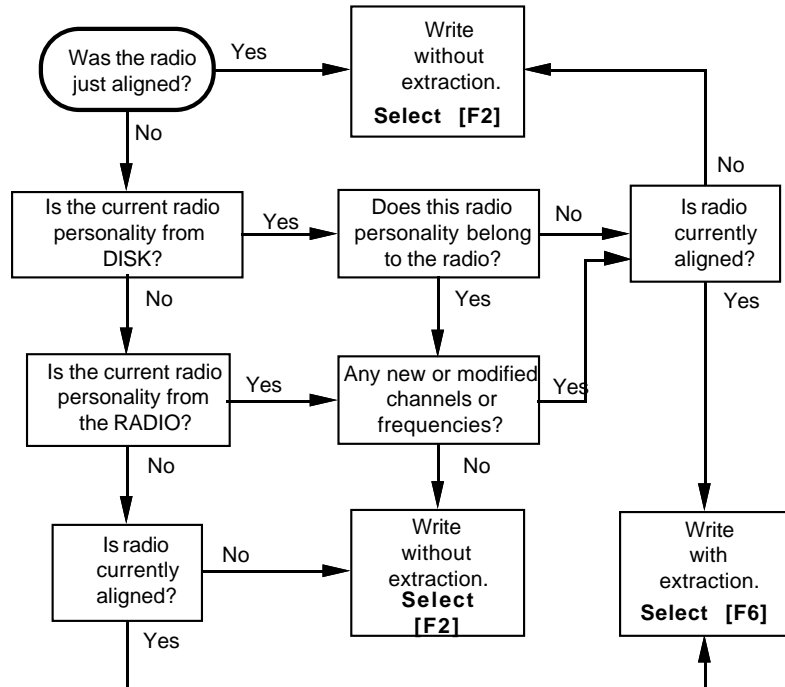 Was the radio
just aligned?
Yes
Write
without
extraction.
Select [F2]
No
No
Is the current radio
personality from
DISK?
Yes
Does this radio
personality belong
to the radio?
No
Is radio
currently
aligned?
No
Yes
Yes
Is the current radio
personality from
the RADIO?
Yes
Any new or modified
channels or
frequencies?
Yes
No
No
Is radio
currently
aligned?
No
Write
without
extraction.
Select
[F2]
Write
with
extraction.
Select [F6]
Yes